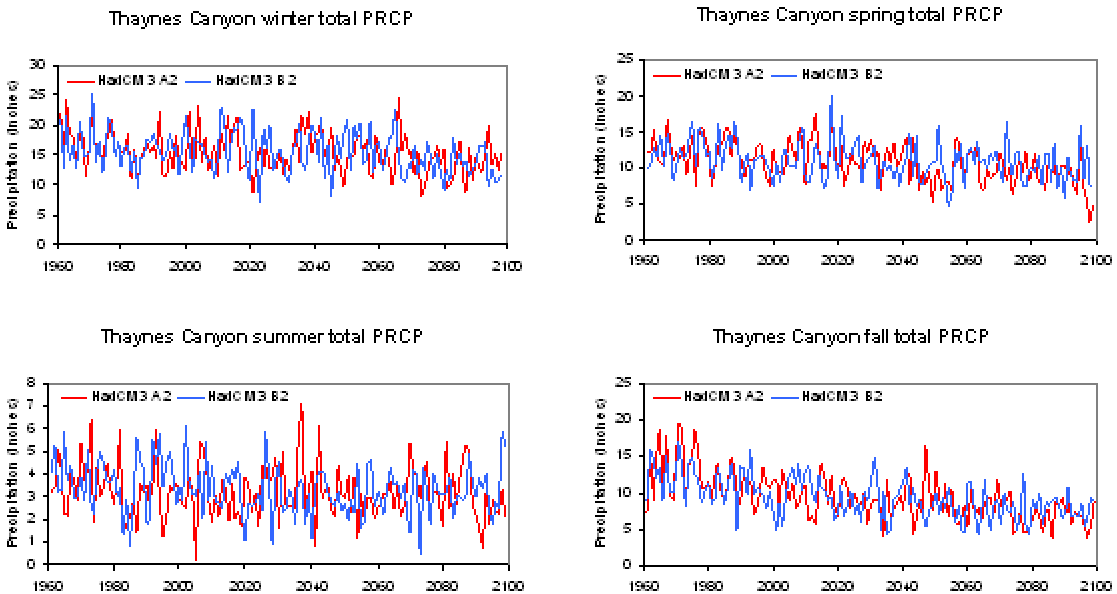 Thaynes Canyon winter total PRCP
Precipitation (Inches)
30
25
20
15
10
5
0
HadCM3 A2 HadCM3 B2
1960 1980 2000 2020 2040 2060 2080 2100
Thaynes Canyon spring total PRCP
Precipitation (Inches)
25
20
15
10
5
0
HadCM3 A2 HadCM3 B2
1960 1980 2000 2020 2040 2060 2080 2100
Thaynes Canyon summer total PRCP
Precipitation (Inches)
8
7
6
5
4
3
2
1
0
HadCM3 A2 HadCM3 B2
1960 1980 2000 2020 2040 2060 2080 2100
Thaynes Canyon fall total PRCP
Precipitation (Inches)
25
20
15
10
5
0
HadCM3 A2 HadCM3 B2
1960 1980 2000 2020 2040 2060 2080 2100